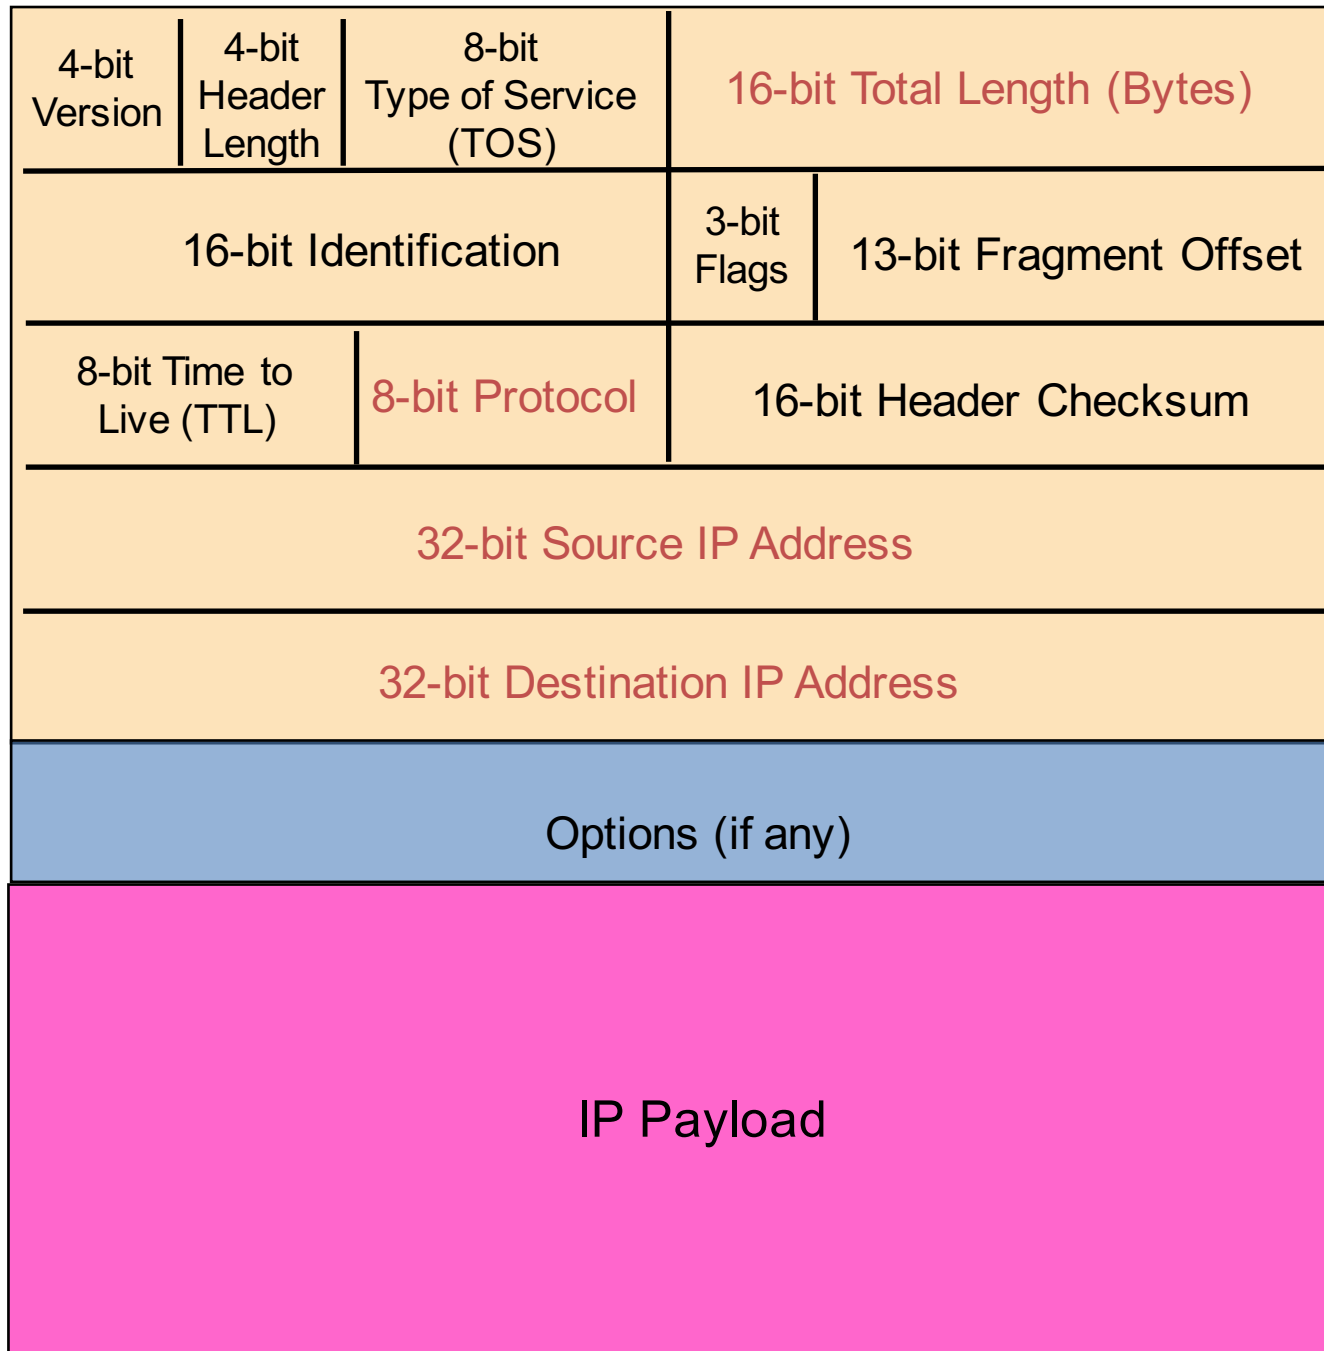 4-bit
Version
4-bit
Header
Length
8-bit
Type of Service
(TOS)
16-bit Total Length (Bytes)
16-bit Identification
3-bit
Flags
13-bit Fragment Offset
8-bit Time to
Live (TTL)
8-bit Protocol
16-bit Header Checksum
32-bit Source IP Address
32-bit Destination IP Address
Options (if any)
IP Payload